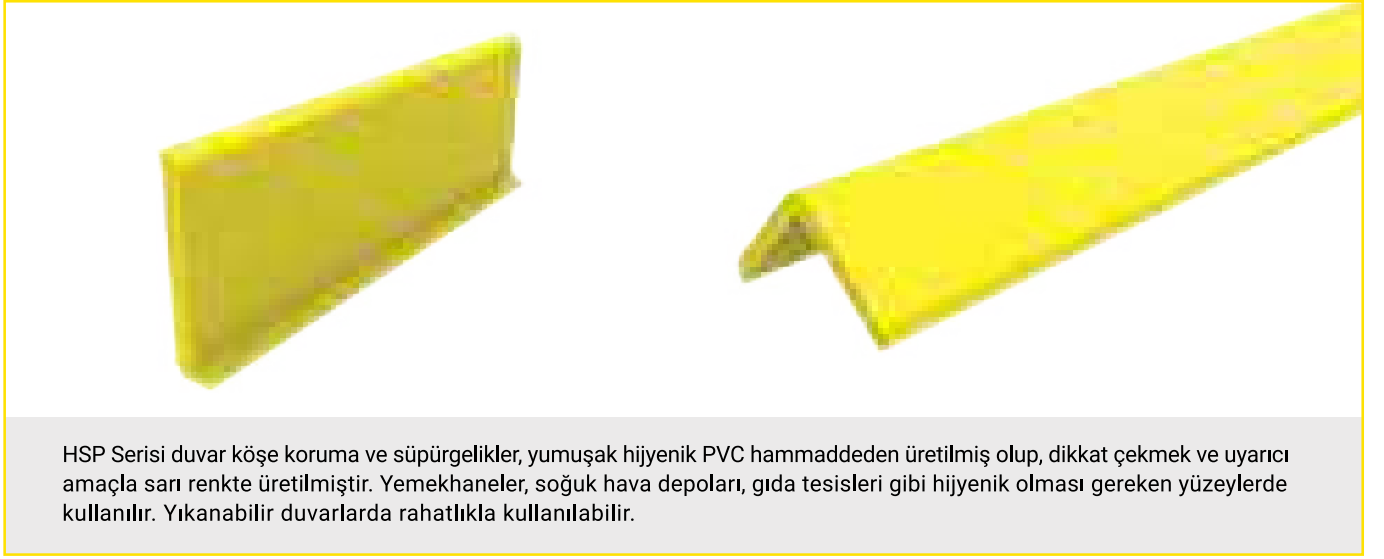 HSP Serisi duvar köşe koruma ve süpürgelikler, yumuşak hijyenik PVC hammaddeden üretilmiş olup, dikkat çekmek ve uyarıcı
amaçla sarı renkte üretilmiştir. Yemekhaneler, soğuk hava depoları, gıda tesisleri gibi hijyenik olması gereken yüzeylerde
kullanılır. Yıkanabilir duvarlarda rahatlıkla kullanılabilir.